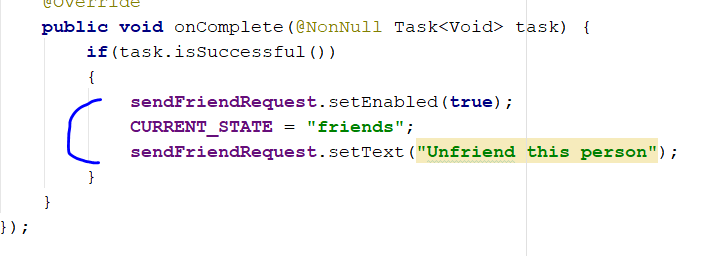 @Override
public void onComplete(@NonNull Task<Void> task) {
if(task.isSuccessful())
{
sendFriendRequest.setEnabled(true);
CURRENT_STATE = "friends";
sendFriendRequest.setText("Unfriend this person");
}
}
});